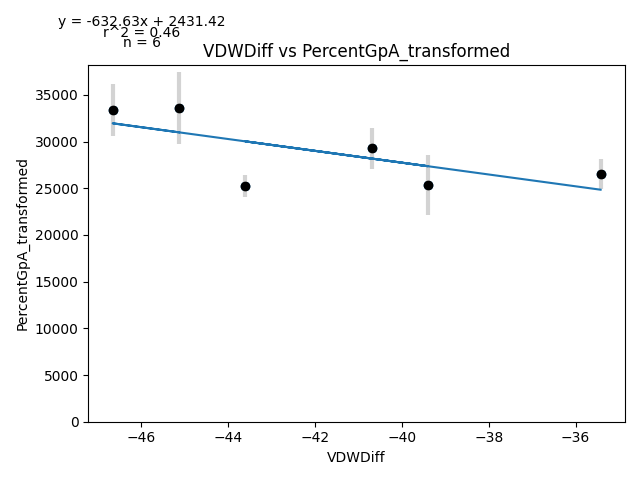 y = -632.63x + 2431.42
r^2 = 0.46
n = 6
VDWDiff vs PercentGpA_transformed
PercentGpA_transformed
35000
30000
25000
20000
15000
10000
5000
0
−46
−44
−42
−40
−38
−36
VDWDiff